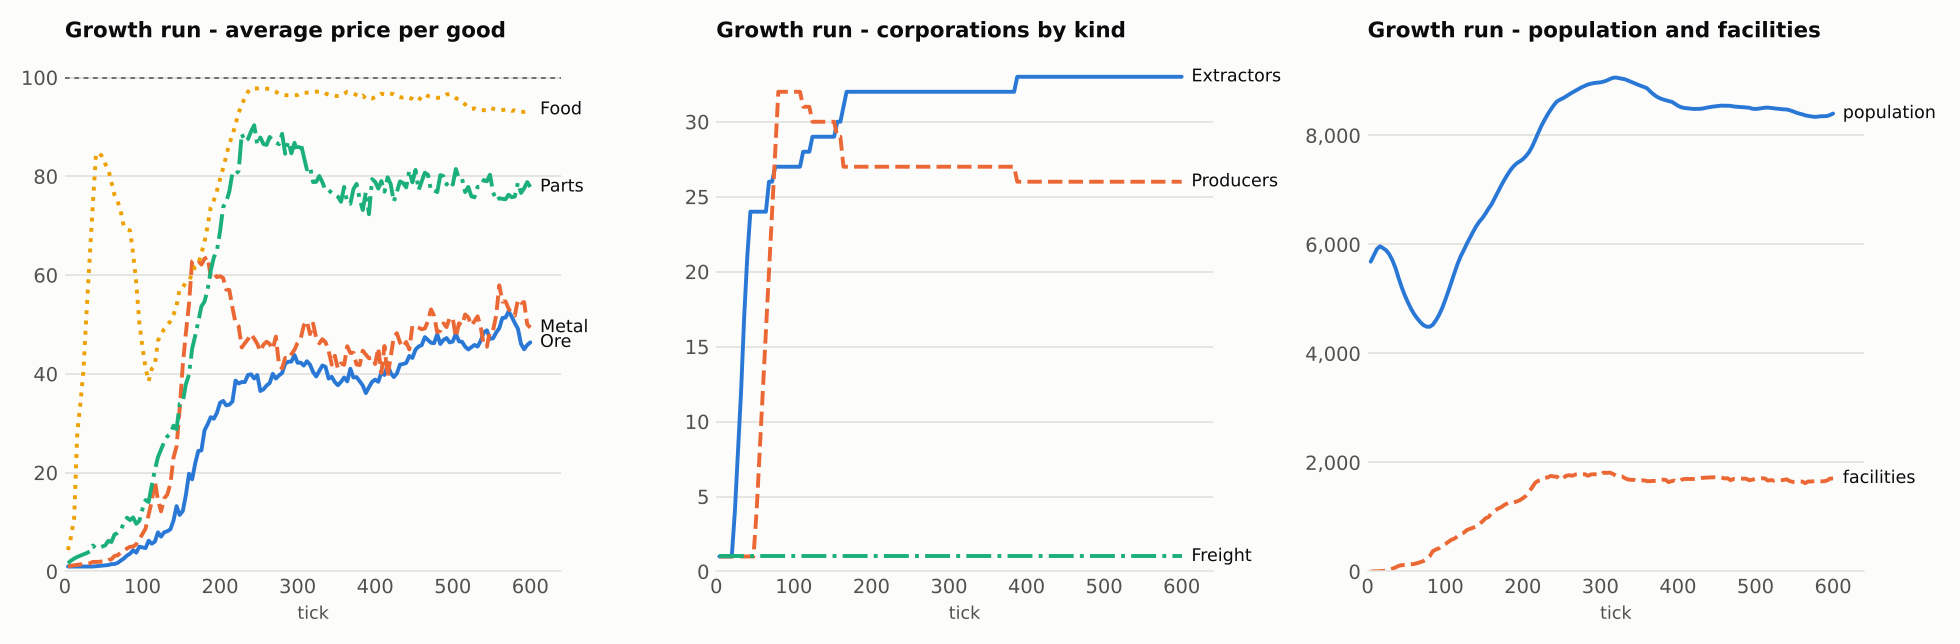 Growth run - average price per good
100
80
60
40
20
0
0 100 200 300 400 500 600
tick
Food
Parts
Metal
Ore
Growth run - corporations by kind
30
25
20
15
10
5
0
0 100 200 300 400 500 600
tick
Extractors
Producers
Freight
Growth run - population and facilities
8,000
6,000
4,000
2,000
0
0 100 200 300 400 500 600
tick
population
facilities